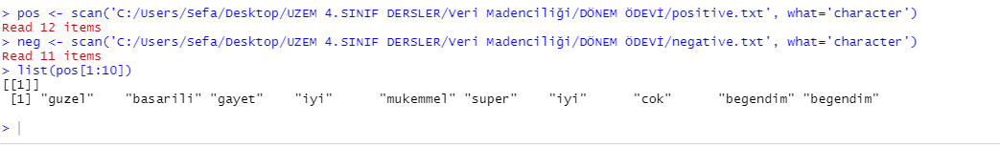 > pos <- scan('C:/Users/Sefa/Desktop/UZEM 4.SINIF DERSLER/Veri Madenciliği/DÖNEM ÖDEVİ/positive.txt', what='character')
Read 12 items
> neg <- scan('C:/Users/Sefa/Desktop/UZEM 4.SINIF DERSLER/Veri Madenciliği/DÖNEM ÖDEVİ/negative.txt', what='character')
Read 11 items
> list(pos[1:10])
[[1]]
 [1] "guzel"    "basarili" "gayet"    "iyi"      "mukemmel" "super"    "iyi"      "cok"      "begendim" "begendim"
>